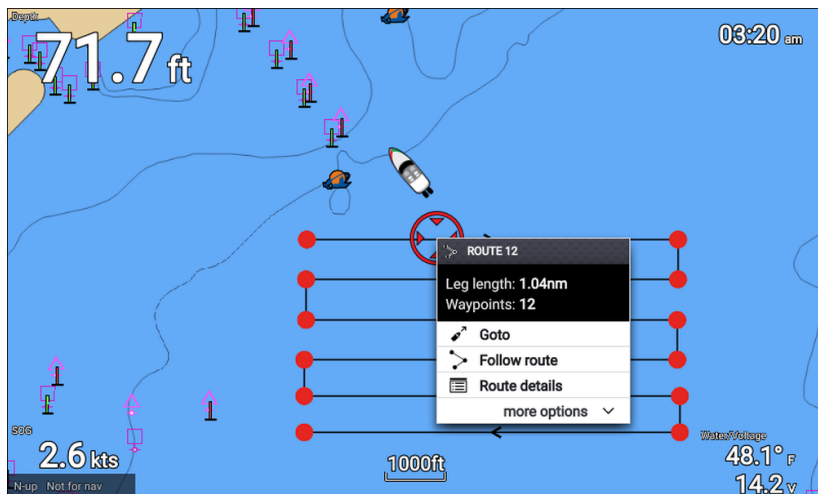 Depth
71.7 ft
03:20 am
ROUTE 12
Leg length: 1.04nm
Waypoints: 12
Goto
Follow route
Route details
more options
SOG
2.6 kts
1000ft
Water/Voltage
48.1° F
14.2 v
N-up Not for nav